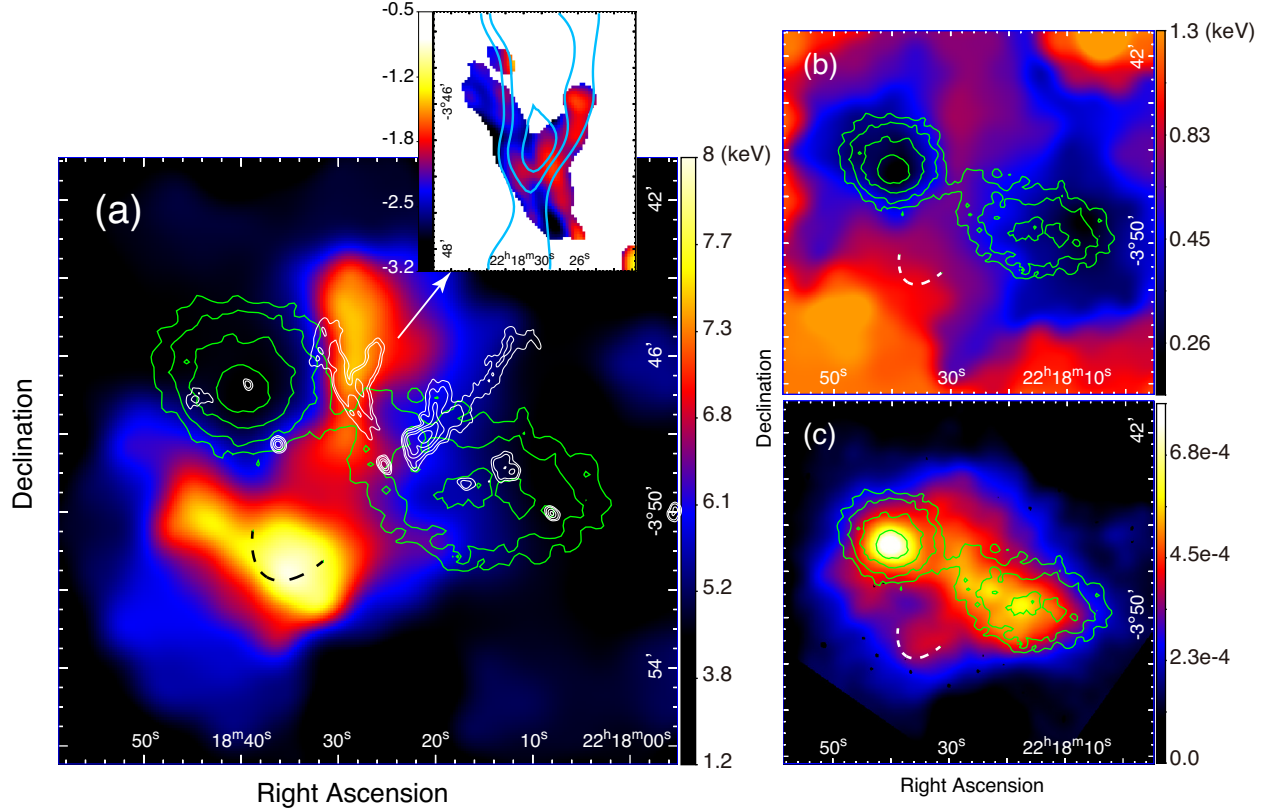 -0.5
-1.2
-1.8
-2.5
-3.2
-3°46'
48'
22ʰ18ᵐ30ˢ 26ˢ
(a)
42'
46'
-3°50'
54'
50ˢ 18ᵐ40ˢ 30ˢ 20ˢ 10ˢ 22ʰ18ᵐ00ˢ
Declination
Right Ascension
8 (keV)
7.7
7.3
6.8
6.1
5.2
3.8
1.2
(b)
42'
-3°50'
50ˢ 30ˢ 22ʰ18ᵐ10ˢ
1.3 (keV)
0.83
0.45
0.26
Declination
(c)
42'
-3°50'
50ˢ 30ˢ 22ʰ18ᵐ10ˢ
Right Ascension
6.8e-4
4.5e-4
2.3e-4
0.0